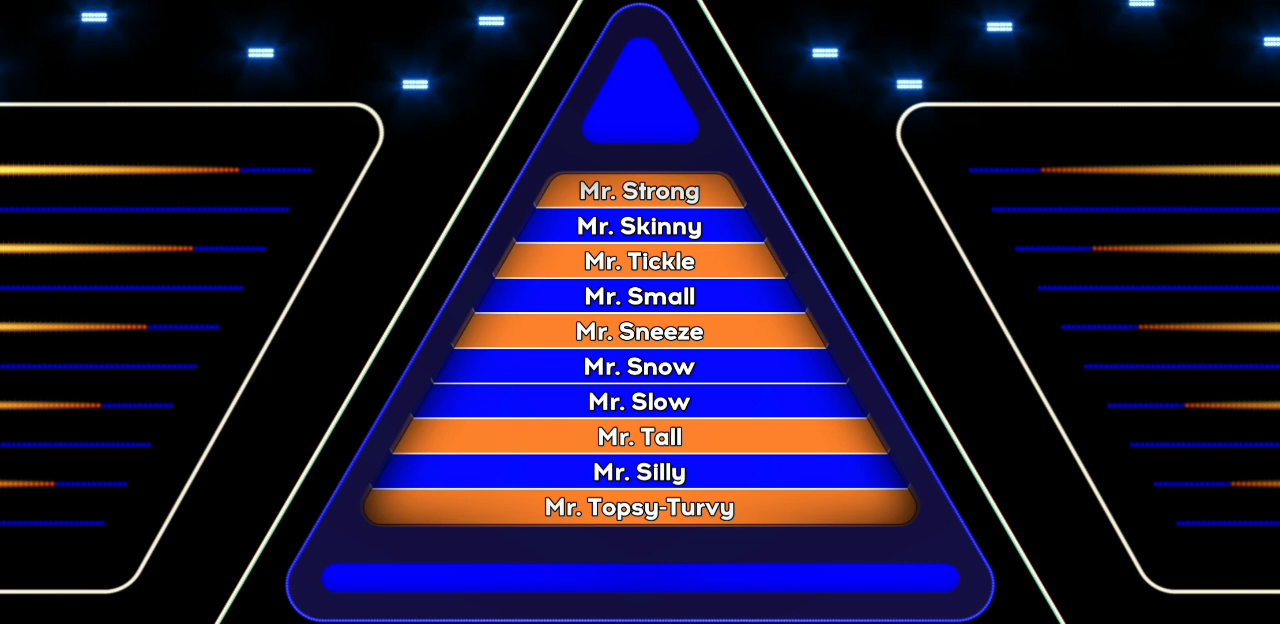 Mr. Strong
Mr. Skinny
Mr. Tickle
Mr. Small
Mr. Sneeze
Mr. Snow
Mr. Slow
Mr. Tall
Mr. Silly
Mr. Topsy-Turvy